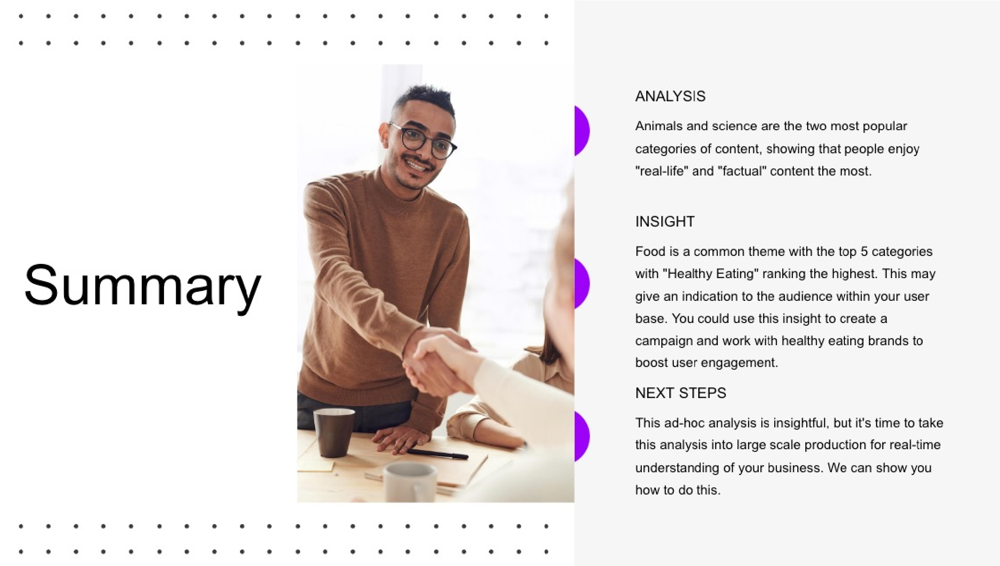 Summary
ANALYSIS
Animals and science are the two most popular
categories of content, showing that people enjoy
"real-life" and "factual" content the most.
INSIGHT
Food is a common theme with the top 5 categories
with "Healthy Eating" ranking the highest. This may
give an indication to the audience within your user
base. You could use this insight to create a
campaign and work with healthy eating brands to
boost user engagement.
NEXT STEPS
This ad-hoc analysis is insightful, but it's time to take
this analysis into large scale production for real-time
understanding of your business. We can show you
how to do this.